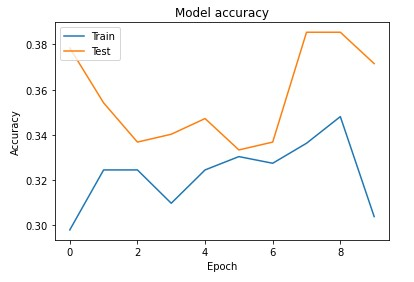 Model accuracy
Train
Test
Accuracy
0.38
0.36
0.34
0.32
0.30
0 2 4 6 8
Epoch